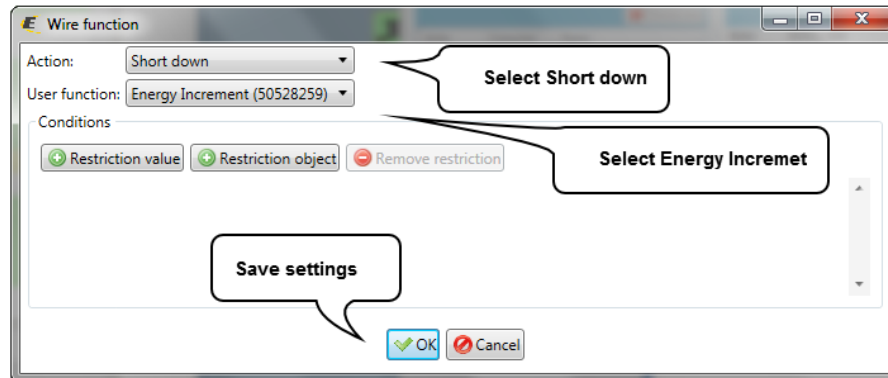 Wire function
Action: Short down
Select Short down
User function: Energy Increment (50528259)
Conditions
Restriction value Restriction object Remove restriction
Select Energy Incremet
Save settings
OK Cancel